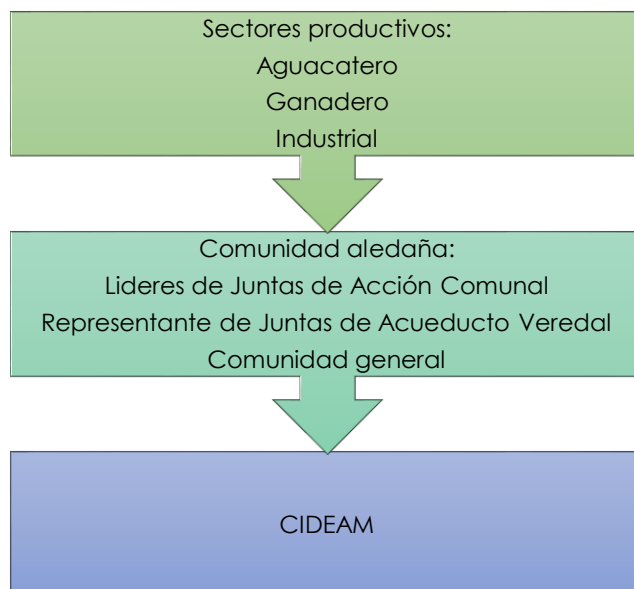 Sectores productivos:
Aguacatero
Ganadero
Industrial
Comunidad aledaña:
Lideres de Juntas de Acción Comunal
Representante de Juntas de Acueducto Veredal
Comunidad general
CIDEAM